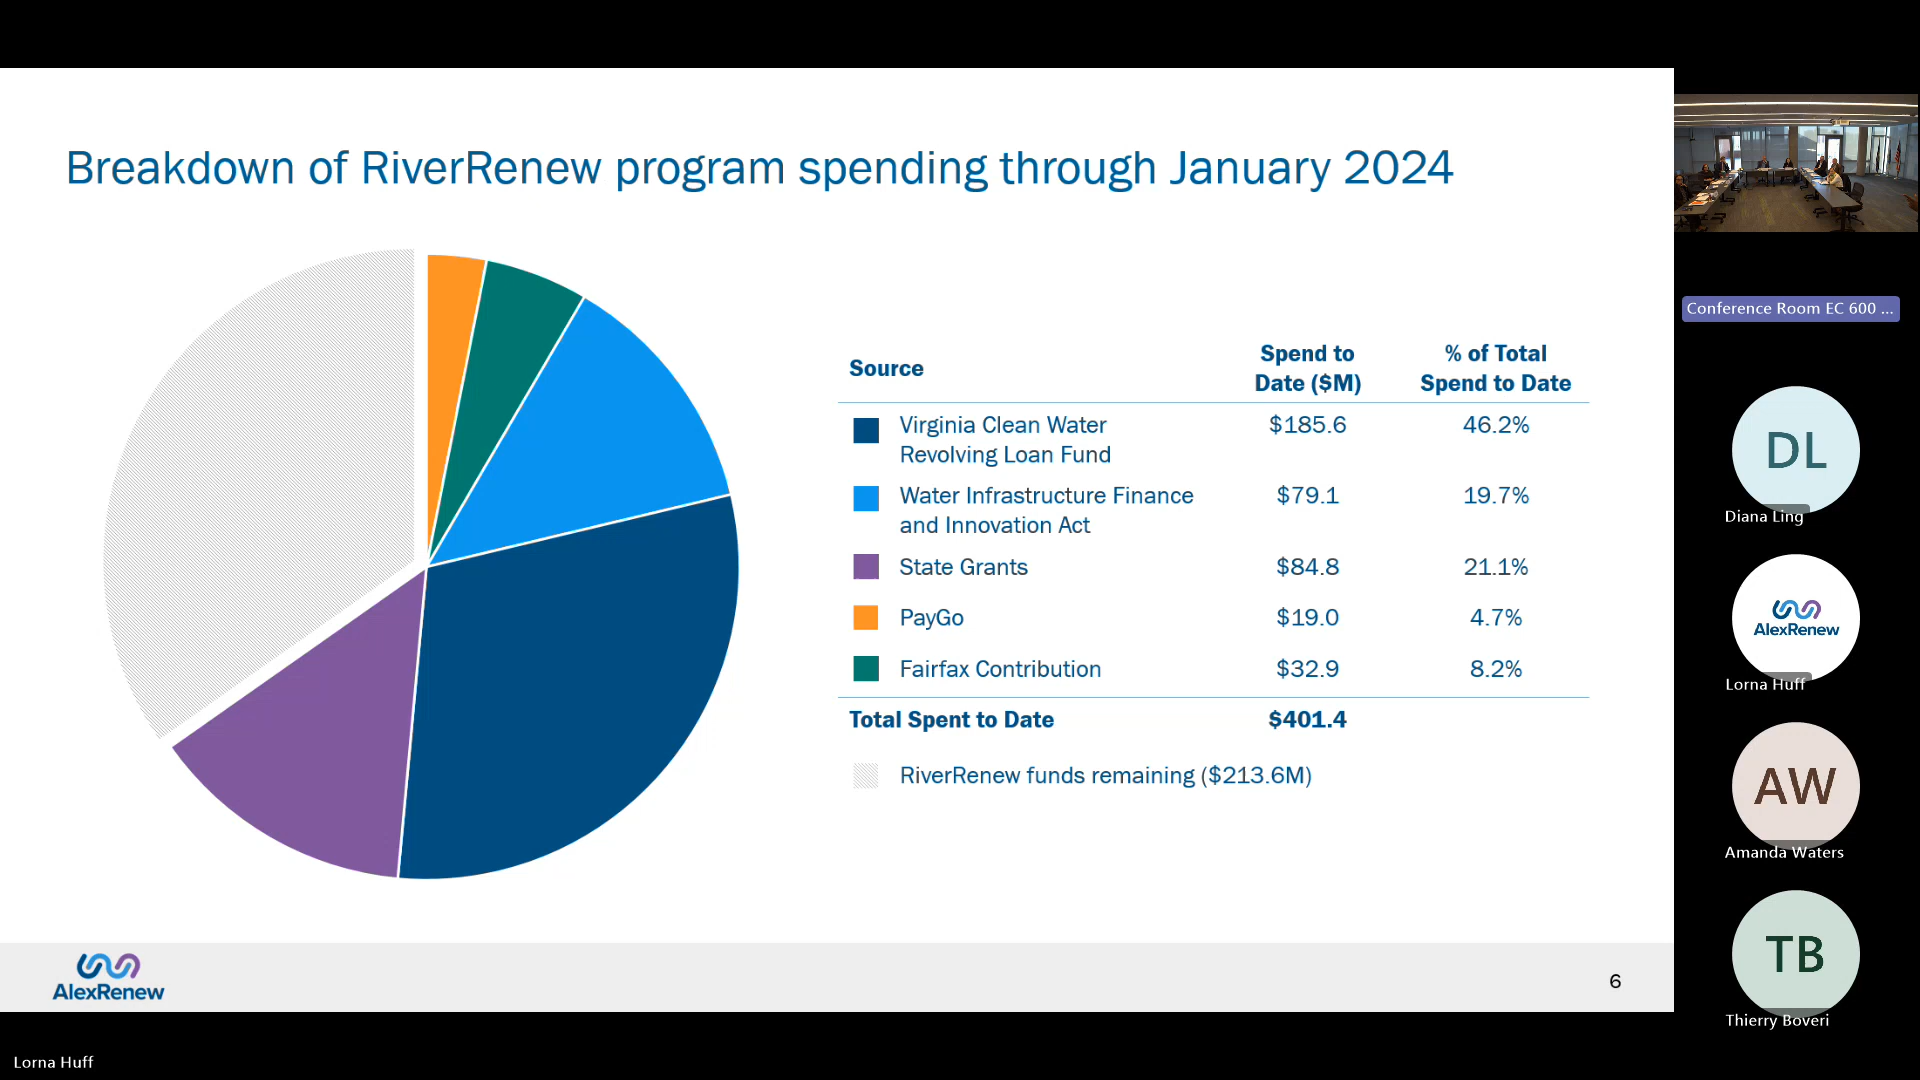 Breakdown of RiverRenew program spending through January 2024
Source
Spend to
Date ($M)
% of Total
Spend to Date
Virginia Clean Water
Revolving Loan Fund
$185.6
46.2%
Water Infrastructure Finance
and Innovation Act
$79.1
19.7%
State Grants
$84.8
21.1%
PayGo
$19.0
4.7%
Fairfax Contribution
$32.9
8.2%
Total Spent to Date
$401.4
RiverRenew funds remaining ($213.6M)
AlexRenew
6
Lorna Huff
Conference Room EC 600 ...
DL
Diana Ling
AlexRenew
Lorna Huff
AW
Amanda Waters
TB
Thierry Boveri